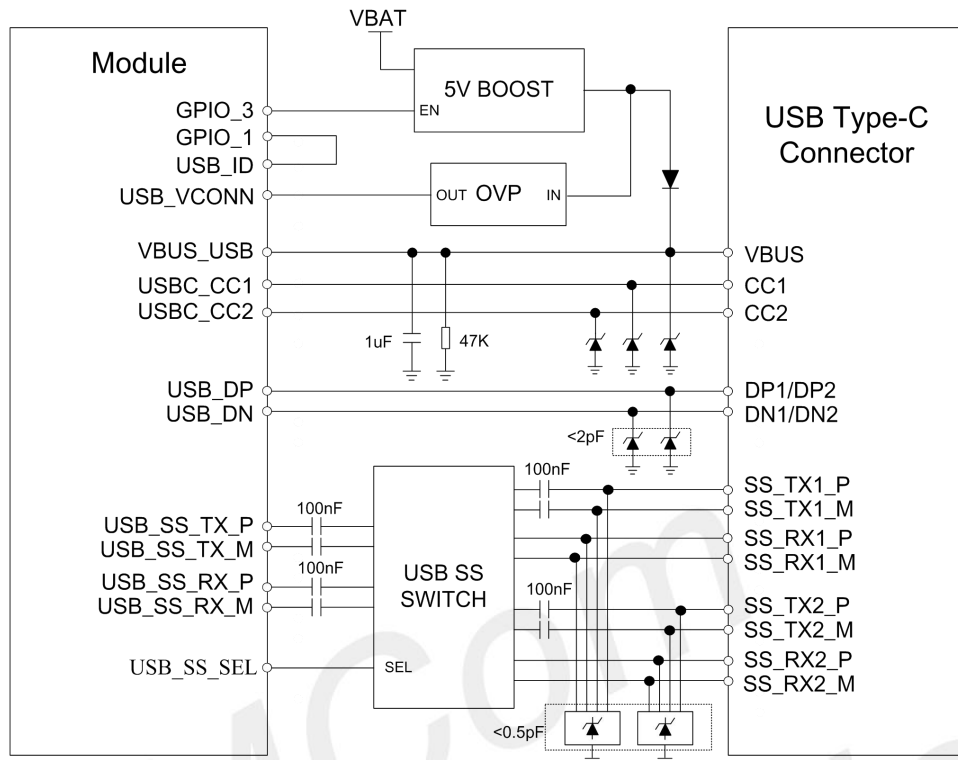 VBAT
Module
5V BOOST
EN
USB Type-C
Connector
GPIO_3
GPIO_1
USB_ID
USB_VCONN
OUT OVP IN
VBUS_USB
VBUS
USBC_CC1
CC1
USBC_CC2
CC2
1uF
47K
USB_DP
DP1/DP2
USB_DN
DN1/DN2
<2pF
100nF
SS_TX1_P
SS_TX1_M
100nF
USB_SS_TX_P
USB_SS_TX_M
SS_RX1_P
SS_RX1_M
100nF
USB_SS_RX_P
USB_SS_RX_M
USB SS
SWITCH
100nF
SS_TX2_P
SS_TX2_M
USB_SS_SEL
SEL
SS_RX2_P
SS_RX2_M
<0.5pF